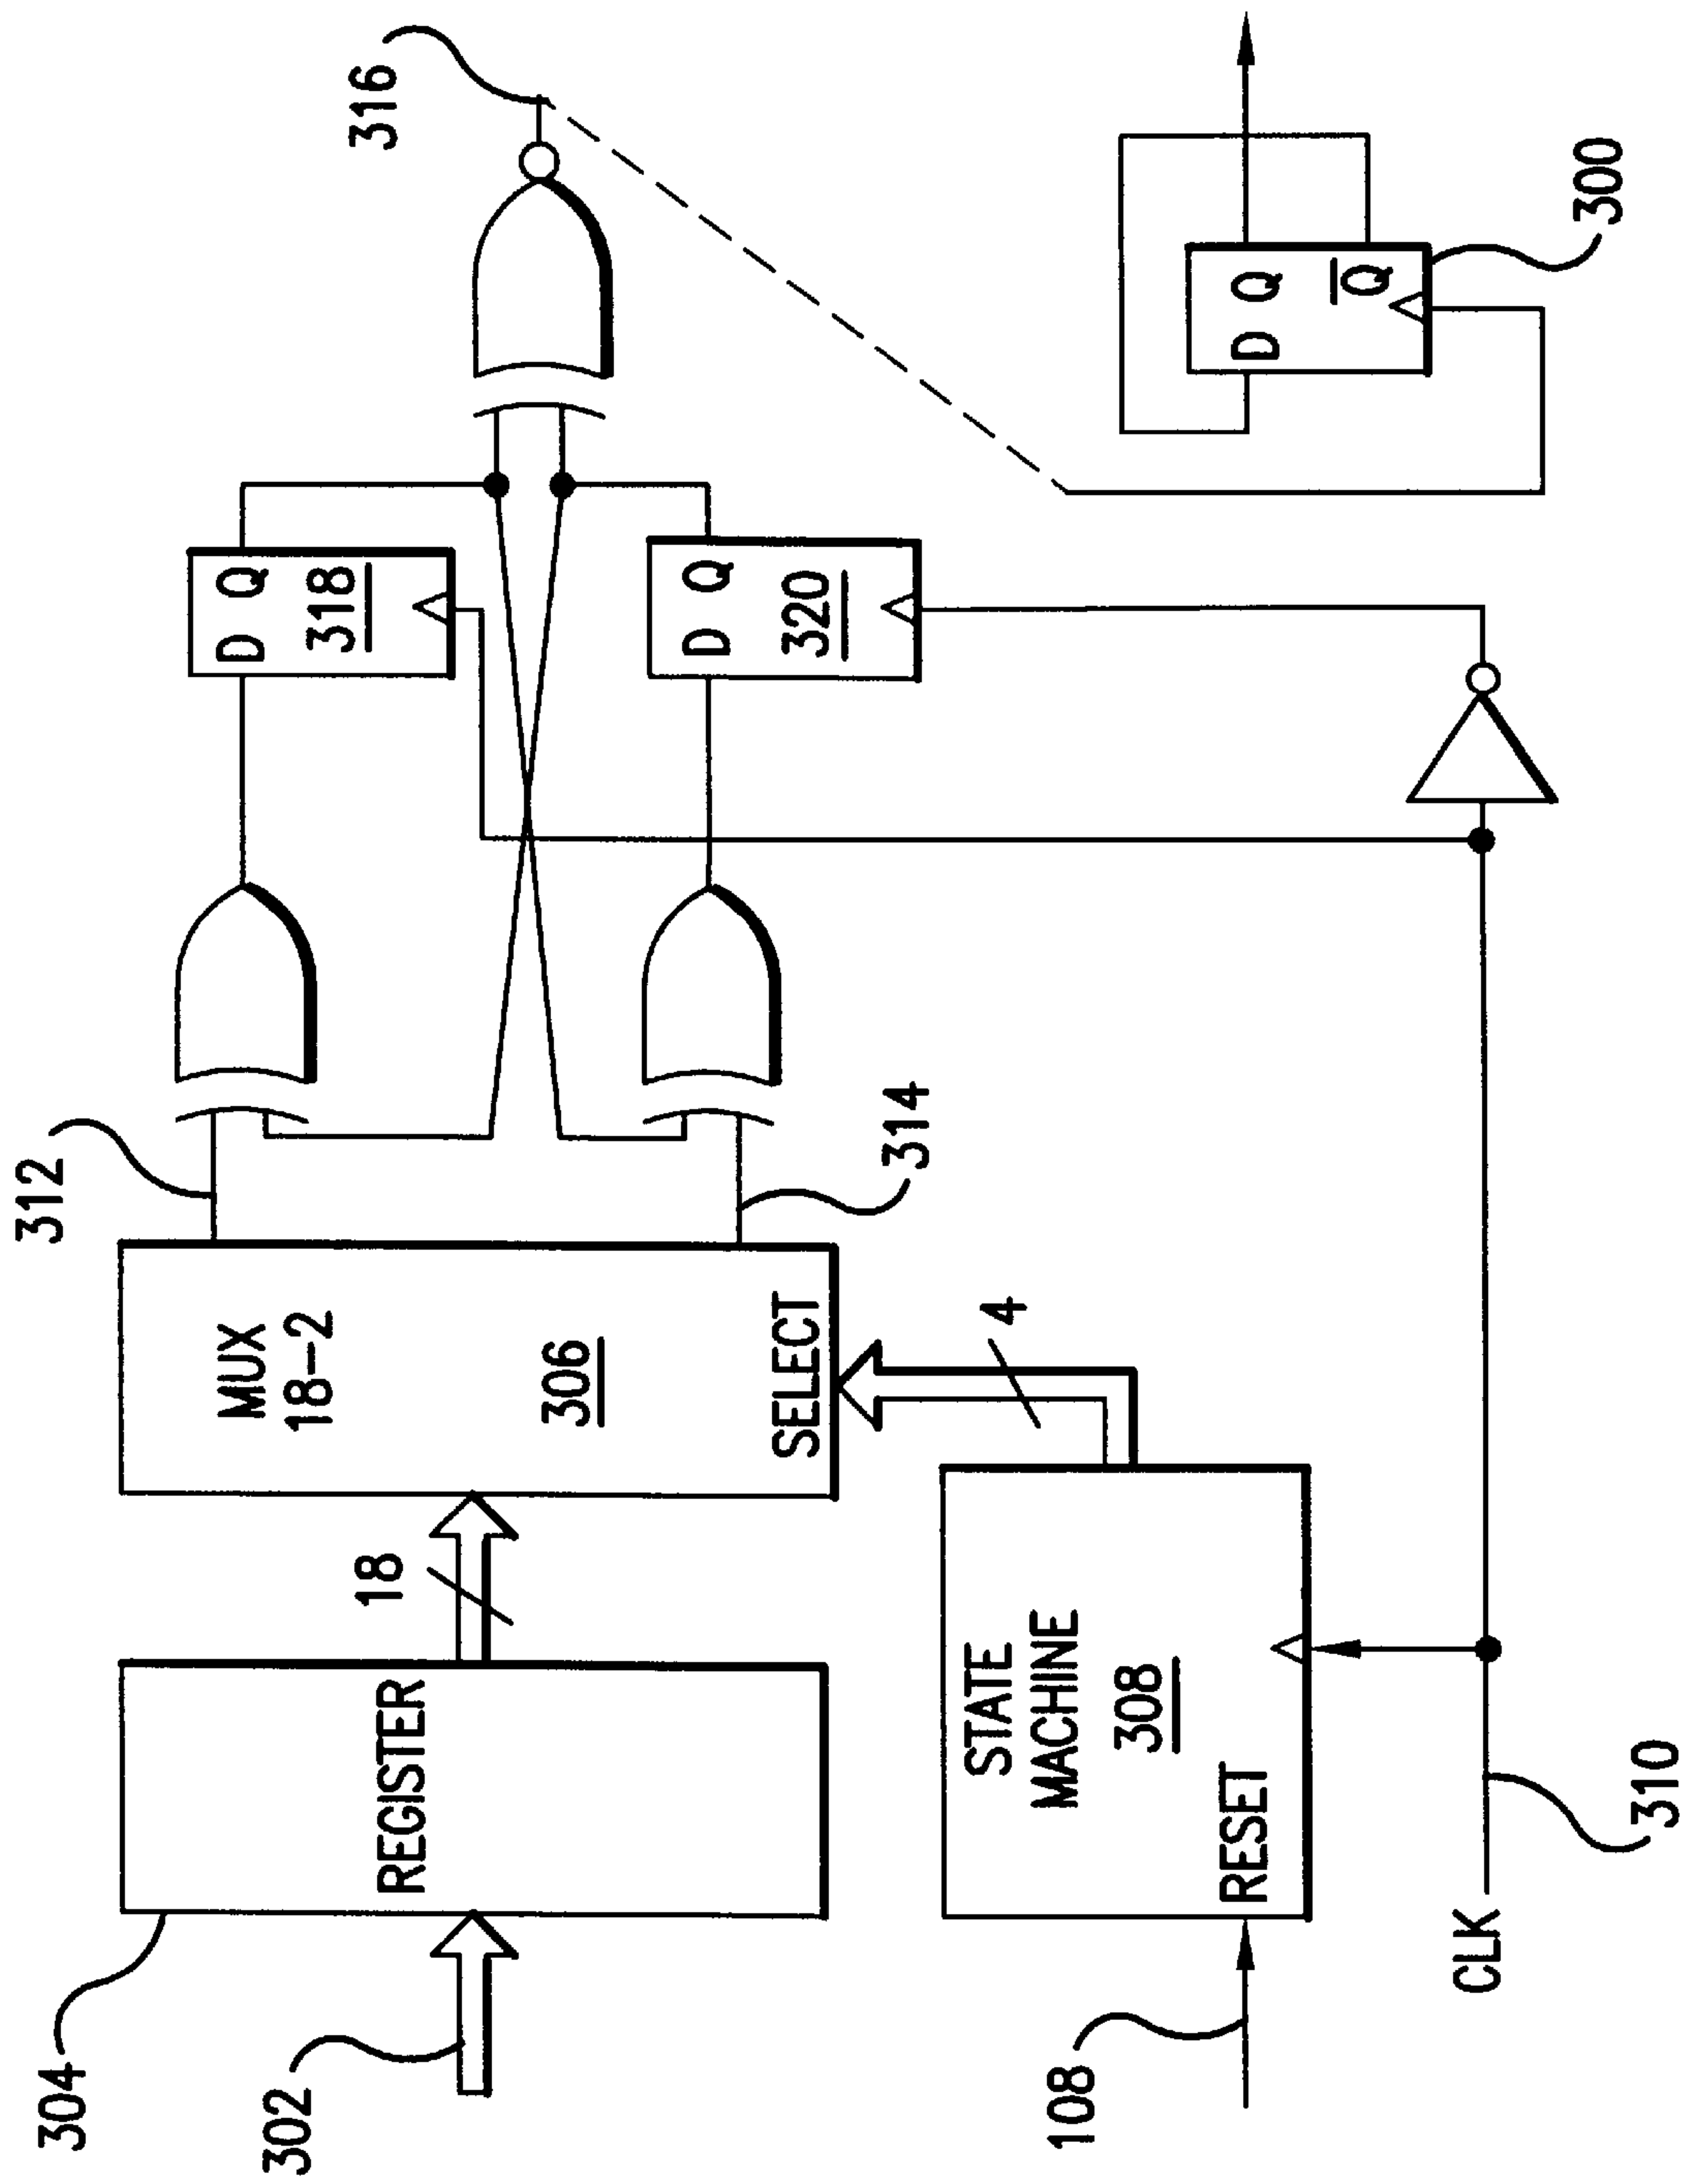 304
REGISTER
302
18
MUX
18-2
306
SELECT
312
314
D Q
318
D Q
320
316
STATE
MACHINE
308
RESET
108
4
CLK
310
D Q
Q̅
300